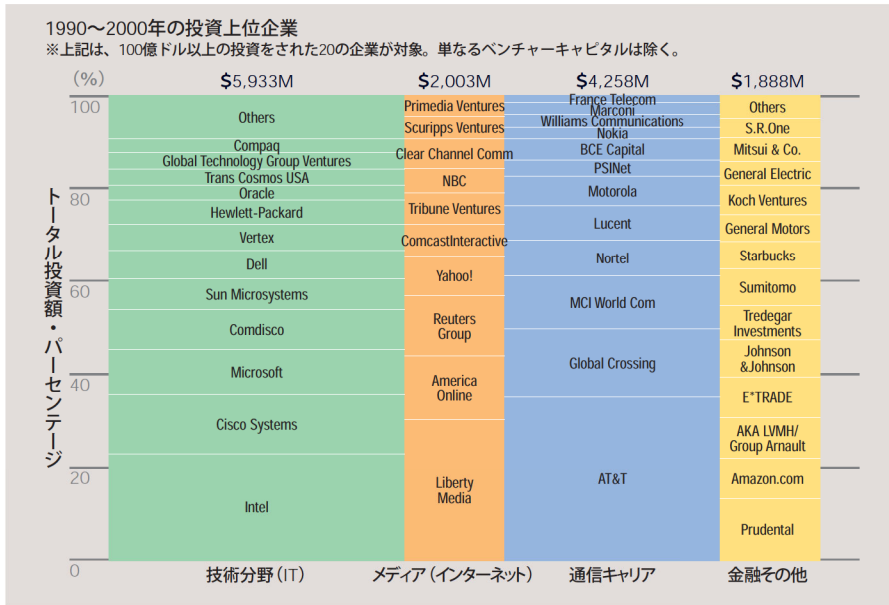 1990～2000年の投資上位企業
※上記は、100億ドル以上の投資をされた20の企業が対象。単なるベンチャーキャピタルは除く。
$5,933M
$2,003M
$4,258M
$1,888M
(%)
100
80
60
40
20
0
トータル投資額・パーセンテージ
Others
Compaq
Global Technology Group Ventures
Trans Cosmos USA
Oracle
Hewlett-Packard
Vertex
Dell
Sun Microsystems
Comdisco
Microsoft
Cisco Systems
Intel
Primedia Ventures
Scuripps Ventures
Clear Channel Comm
NBC
Tribune Ventures
ComcastInteractive
Yahoo!
Reuters
Group
America
Online
Liberty
Media
France Telecom
Marconi
Williams Communications
Nokia
BCE Capital
PSINet
Motorola
Lucent
Nortel
MCI World Com
Global Crossing
AT&T
Others
S.R.One
Mitsui & Co.
General Electric
Koch Ventures
General Motors
Starbucks
Sumitomo
Tredegar
Investments
Johnson
&Johnson
E*TRADE
AKA LVMH/
Group Arnault
Amazon.com
Prudential
技術分野（IT）
メディア（インターネット）
通信キャリア
金融その他